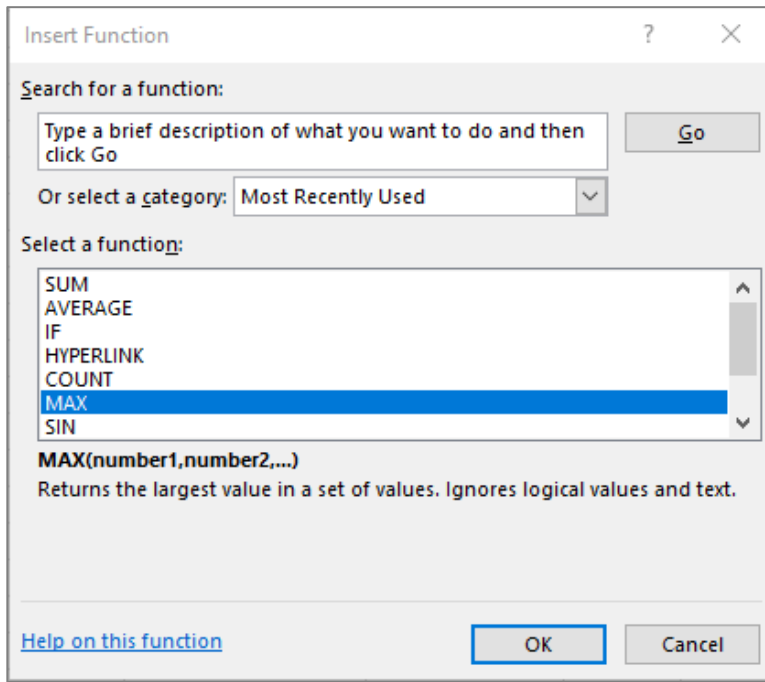 Insert Function
?
Search for a function:
Type a brief description of what you want to do and then
click Go
Go
Or select a category: Most Recently Used
Select a function:
SUM
AVERAGE
IF
HYPERLINK
COUNT
MAX
SIN
MAX(number1,number2,...)
Returns the largest value in a set of values. Ignores logical values and text.
Help on this function
OK
Cancel